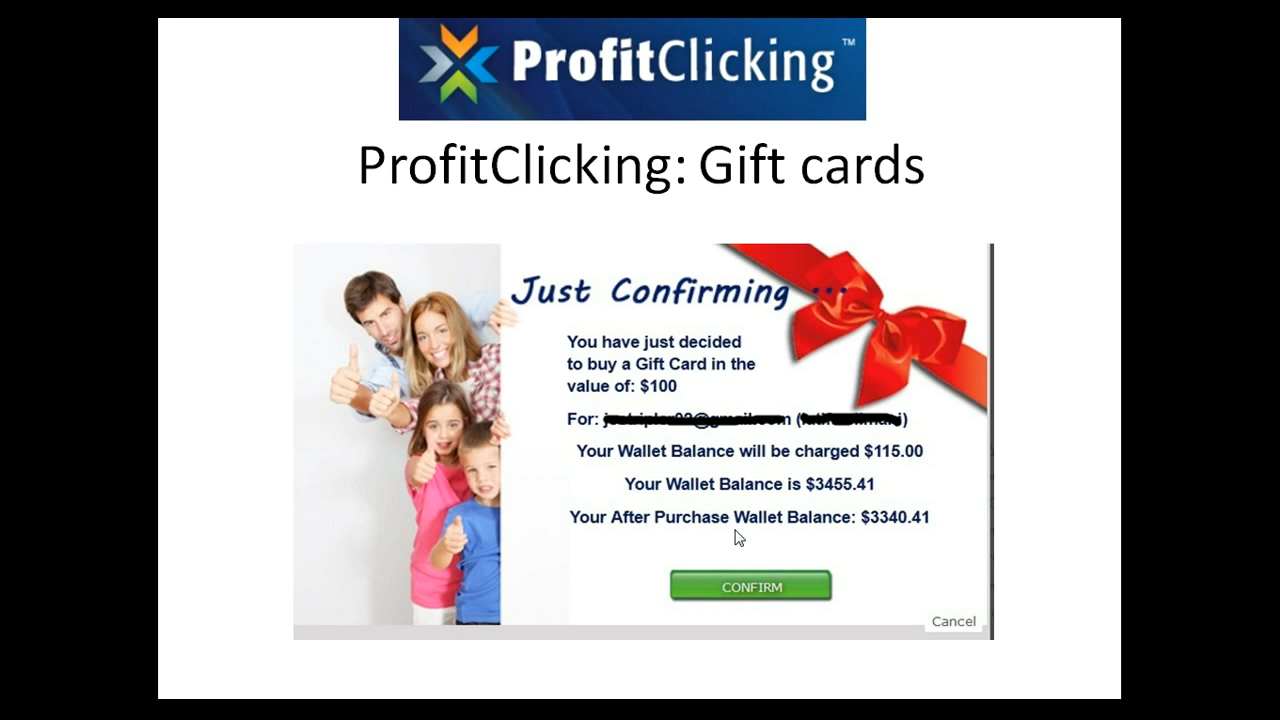 ProfitClicking™
ProfitClicking: Gift cards
Just Confirming ...
You have just decided
to buy a Gift Card in the
value of: $100
For: ( )
Your Wallet Balance will be charged $115.00
Your Wallet Balance is $3455.41
Your After Purchase Wallet Balance: $3340.41
CONFIRM
Cancel